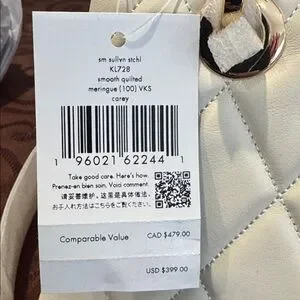 sm sullvn stchl
KL728
smooth quilted
meringue (100) VKS
carey
1 96021 62244 1
Take good care. Here's how.
Prenez-en bien soin. Voici comment.
请妥善维护。这里是具体做法。
お手入れ方法はこちらをご覧ください。
Comparable Value
CAD $479.00
USD $399.00